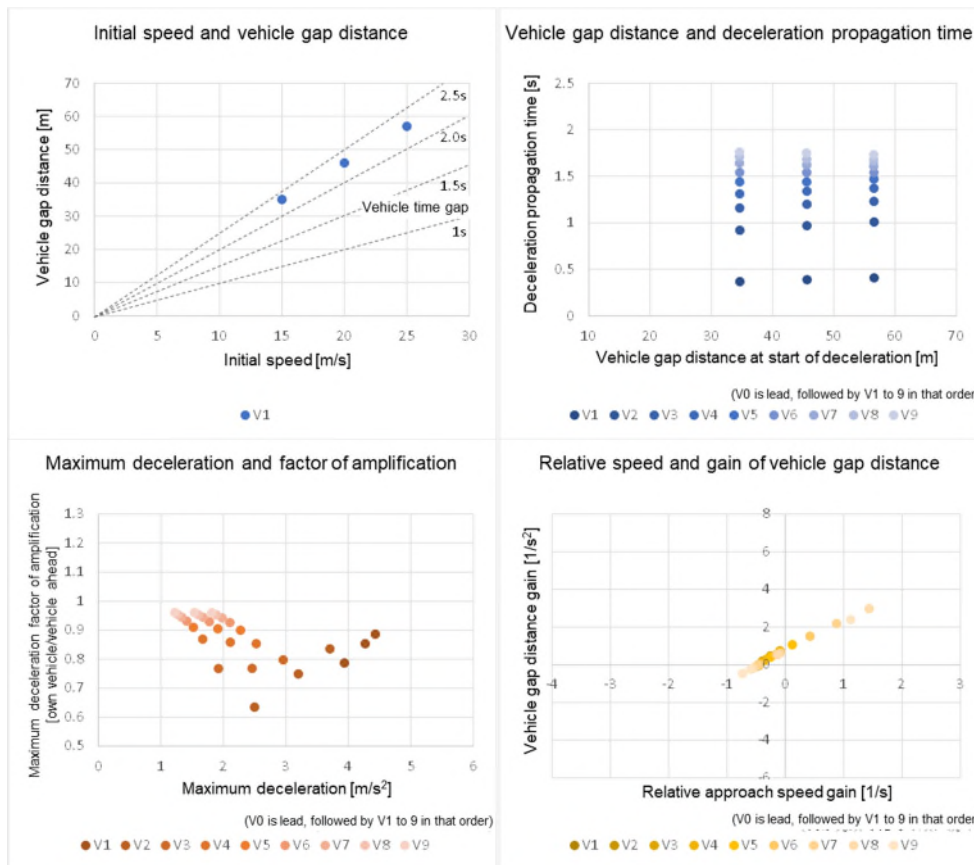 Initial speed and vehicle gap distance
Vehicle gap distance [m]
70
60
50
40
30
20
10
0
2.5s
2.0s
1.5s
Vehicle time gap
1s
0 5 10 15 20 25 30
Initial speed [m/s]
V1
Vehicle gap distance and deceleration propagation time
Deceleration propagation time [s]
2.5
2
1.5
1
0.5
0
10 20 30 40 50 60 70
Vehicle gap distance at start of deceleration [m]
(V0 is lead, followed by V1 to 9 in that order
V1 V2 V3 V4 V5 V6 V7 V8 V9
Maximum deceleration and factor of amplification
Maximum deceleration factor of amplification
[own vehicle/vehicle ahead]
1.3
1.2
1.1
1
0.9
0.8
0.7
0.6
0.5
0 1 2 3 4 5 6
Maximum deceleration [m/s²]
(V0 is lead, followed by V1 to 9 in that order)
V1 V2 V3 V4 V5 V6 V7 V8 V9
Relative speed and gain of vehicle gap distance
Vehicle gap distance gain [1/s²]
8
6
4
2
0
-2
-4
-6
-4 -3 -2 -1 0 1 2 3
Relative approach speed gain [1/s]
(V0 is lead, followed by V1 to 9 in that order
V1 V2 V3 V4 V5 V6 V7 V8 V9